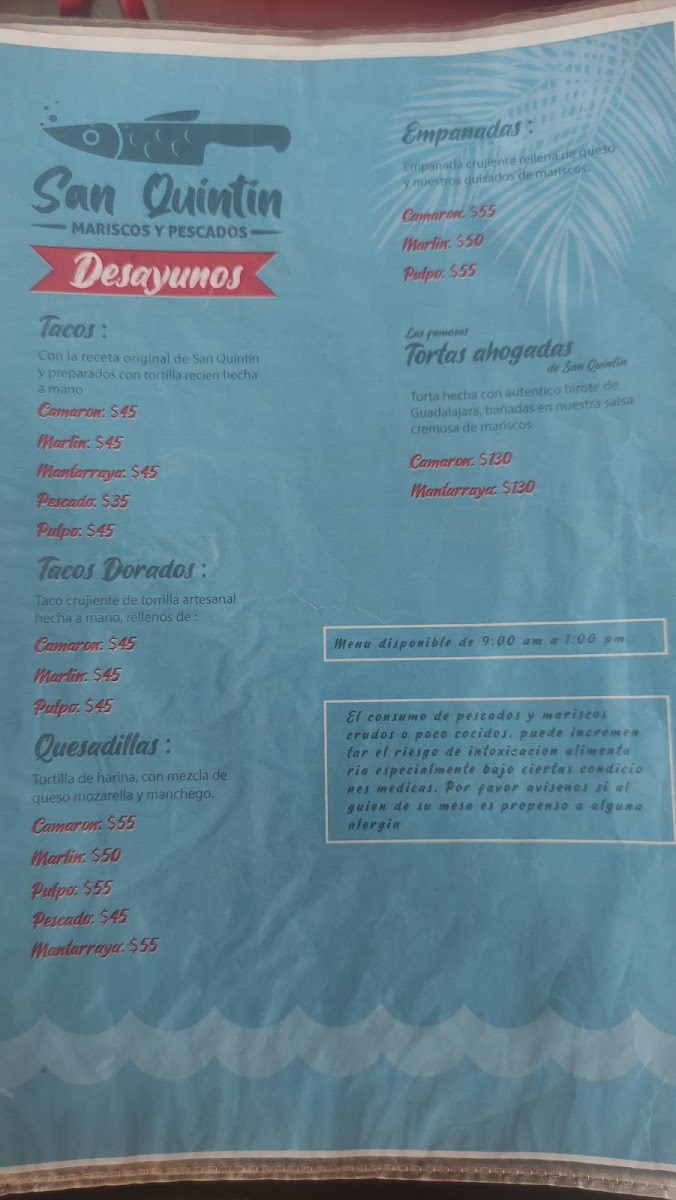 San Quintin
MARISCOS Y PESCADOS
Desayunos
Tacos :
Con la receta original de San Quintin
y preparados con tortilla recien hecha
a mano
Camaron: $45
Marlin: $45
Mantarraya: $45
Pescado: $35
Pulpo: $45
Tacos Dorados :
Taco crujiente de torrilla artesanal
hecha a mano, rellenos de :
Camaron: $45
Marlin: $45
Pulpo: $45
Quesadillas :
Tortilla de harina, con mezcla de
queso mozarella y manchego,
Camaron: $55
Marlin: $50
Pulpo: $55
Pescado: $45
Mantarraya: $55
Empanadas :
Empanada crujiente rellena de queso
y nuestros guisados de mariscos.
Camaron: $55
Marlin: $50
Pulpo: $55
Las famosas
Tortas ahogadas
de San Quintin
Torta hecha con autentico birote de
Guadalajara, bañadas en nuestra salsa
cremosa de mariscos
Camaron: $130
Mantarraya: $130
Menu disponible de 9:00 am a 1:00 pm
El consumo de pescados y mariscos
crudos o poco cocidos, puede incremen
tar el riesgo de intoxicacion alimenta
ria especialmente bajo ciertas condicio
nes medicas. Por favor avisenos si al
guien de su mesa es propenso a alguna
alergia